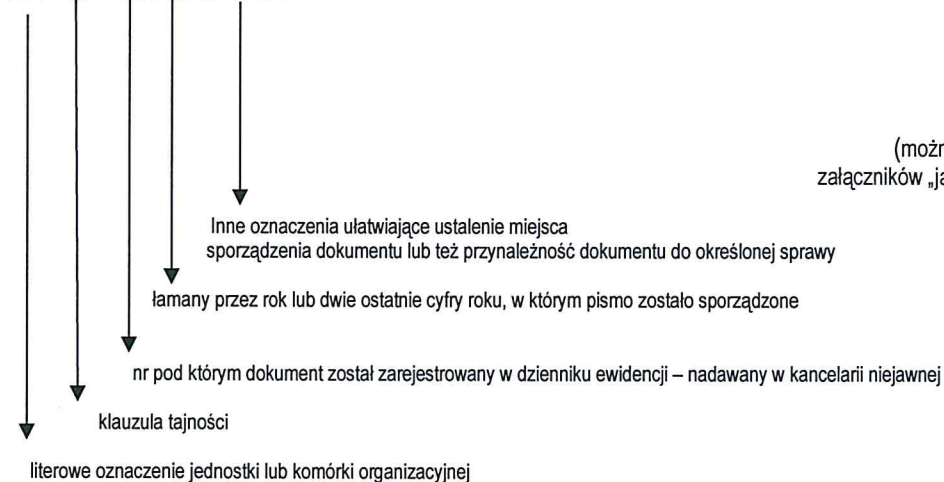 (możn
załączników „ja
Inne oznaczenia ułatwiające ustalenie miejsca
sporządzenia dokumentu lub też przynależność dokumentu do określonej sprawy
łamany przez rok lub dwie ostatnie cyfry roku, w którym pismo zostało sporządzone
nr pod którym dokument został zarejestrowany w dzienniku ewidencji – nadawany w kancelarii niejawnej
klauzula tajności
literowe oznaczenie jednostki lub komórki organizacyjnej